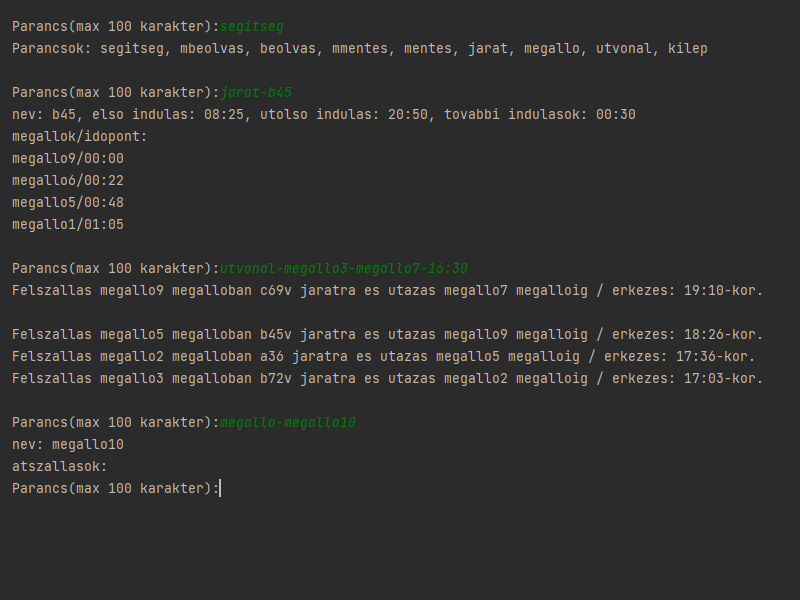 Parancs(max 100 karakter):segitseg
Parancsok: segitseg, mbeolvas, beolvas, mmentes, mentes, jarat, megallo, utvonal, kilep
Parancs(max 100 karakter):jarat-b45
nev: b45, elso indulas: 08:25, utolso indulas: 20:50, tovabbi indulasok: 00:30
megallok/idopont:
megallo9/00:00
megallo6/00:22
megallo5/00:48
megallo1/01:05
Parancs(max 100 karakter):utvonal-megallo3-megallo7-16:30
Felszallas megallo9 megalloban c69v jaratra es utazas megallo7 megalloig / erkezes: 19:10-kor.
Felszallas megallo5 megalloban b45v jaratra es utazas megallo9 megalloig / erkezes: 18:26-kor.
Felszallas megallo2 megalloban a36 jaratra es utazas megallo5 megalloig / erkezes: 17:36-kor.
Felszallas megallo3 megalloban b72v jaratra es utazas megallo2 megalloig / erkezes: 17:03-kor.
Parancs(max 100 karakter):megallo-megallo10
nev: megallo10
atszallasok:
Parancs(max 100 karakter):